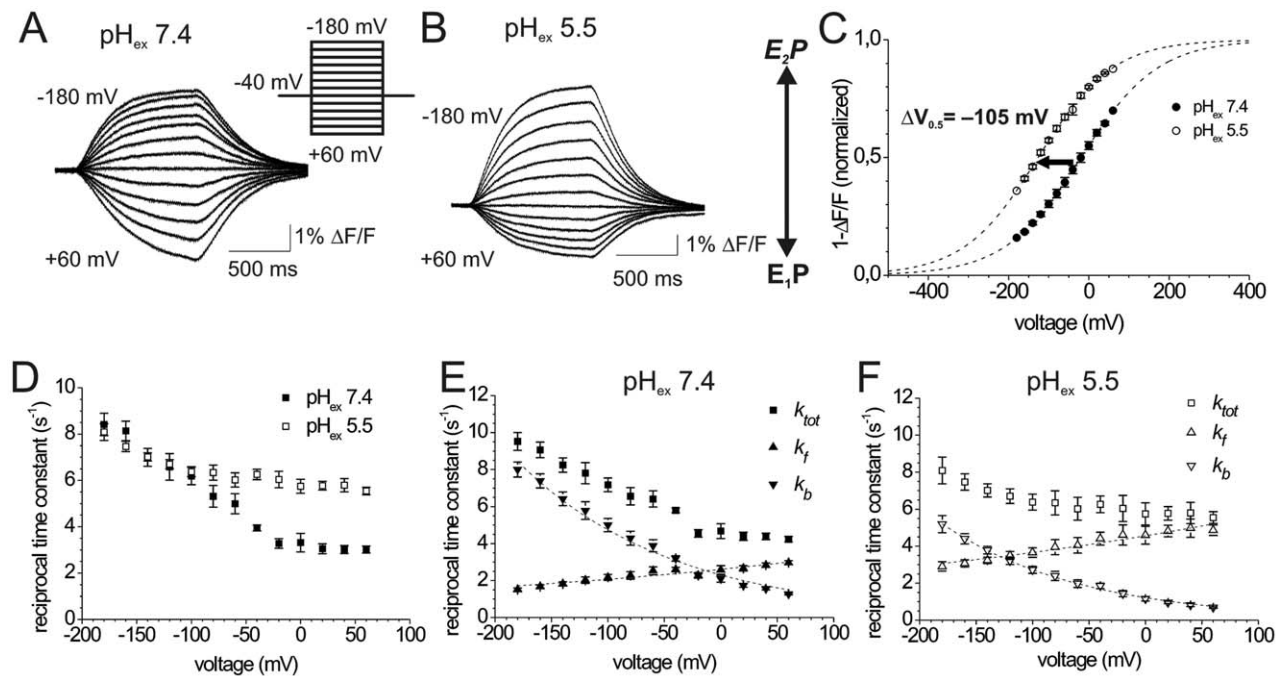 A
pHex 7.4
-180 mV
-40 mV
+60 mV
-180 mV
+60 mV
1% ΔF/F
500 ms
B
pHex 5.5
-180 mV
+60 mV
1% ΔF/F
500 ms
E2P
E1P
C
1-ΔF/F (normalized)
1,0
0,5
0,0
ΔV0.5= –105 mV
pHex 7.4
pHex 5.5
-400 -200 0 200 400
voltage (mV)
D
reciprocal time constant (s-1)
10
8
6
4
2
0
pHex 7.4
pHex 5.5
-200 -150 -100 -50 0 50 100
voltage (mV)
E
pHex 7.4
reciprocal time constant (s-1)
12
10
8
6
4
2
0
ktot
kf
kb
-200 -150 -100 -50 0 50 100
voltage (mV)
F
pHex 5.5
reciprocal time constant (s-1)
12
10
8
6
4
2
0
ktot
kf
kb
-200 -150 -100 -50 0 50 100
voltage (mV)